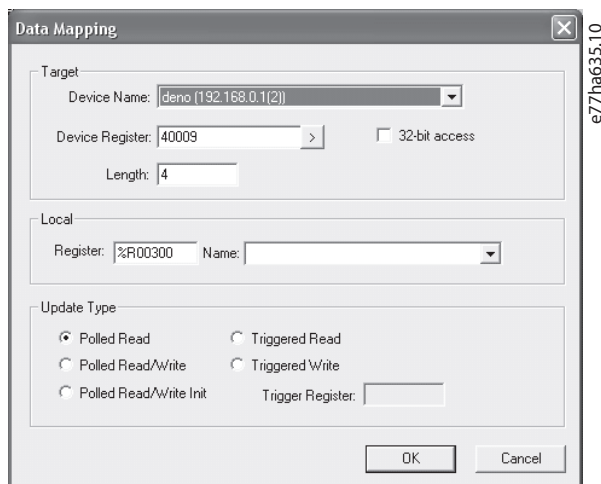 Data Mapping
Target
Device Name: deno (192.168.0.1(2))
Device Register: 40009 > 32-bit access
Length: 4
Local
Register: %R00300 Name:
Update Type
Polled Read Triggered Read
Polled Read/Write Triggered Write
Polled Read/Write Init Trigger Register:
OK Cancel
e77ha635.10